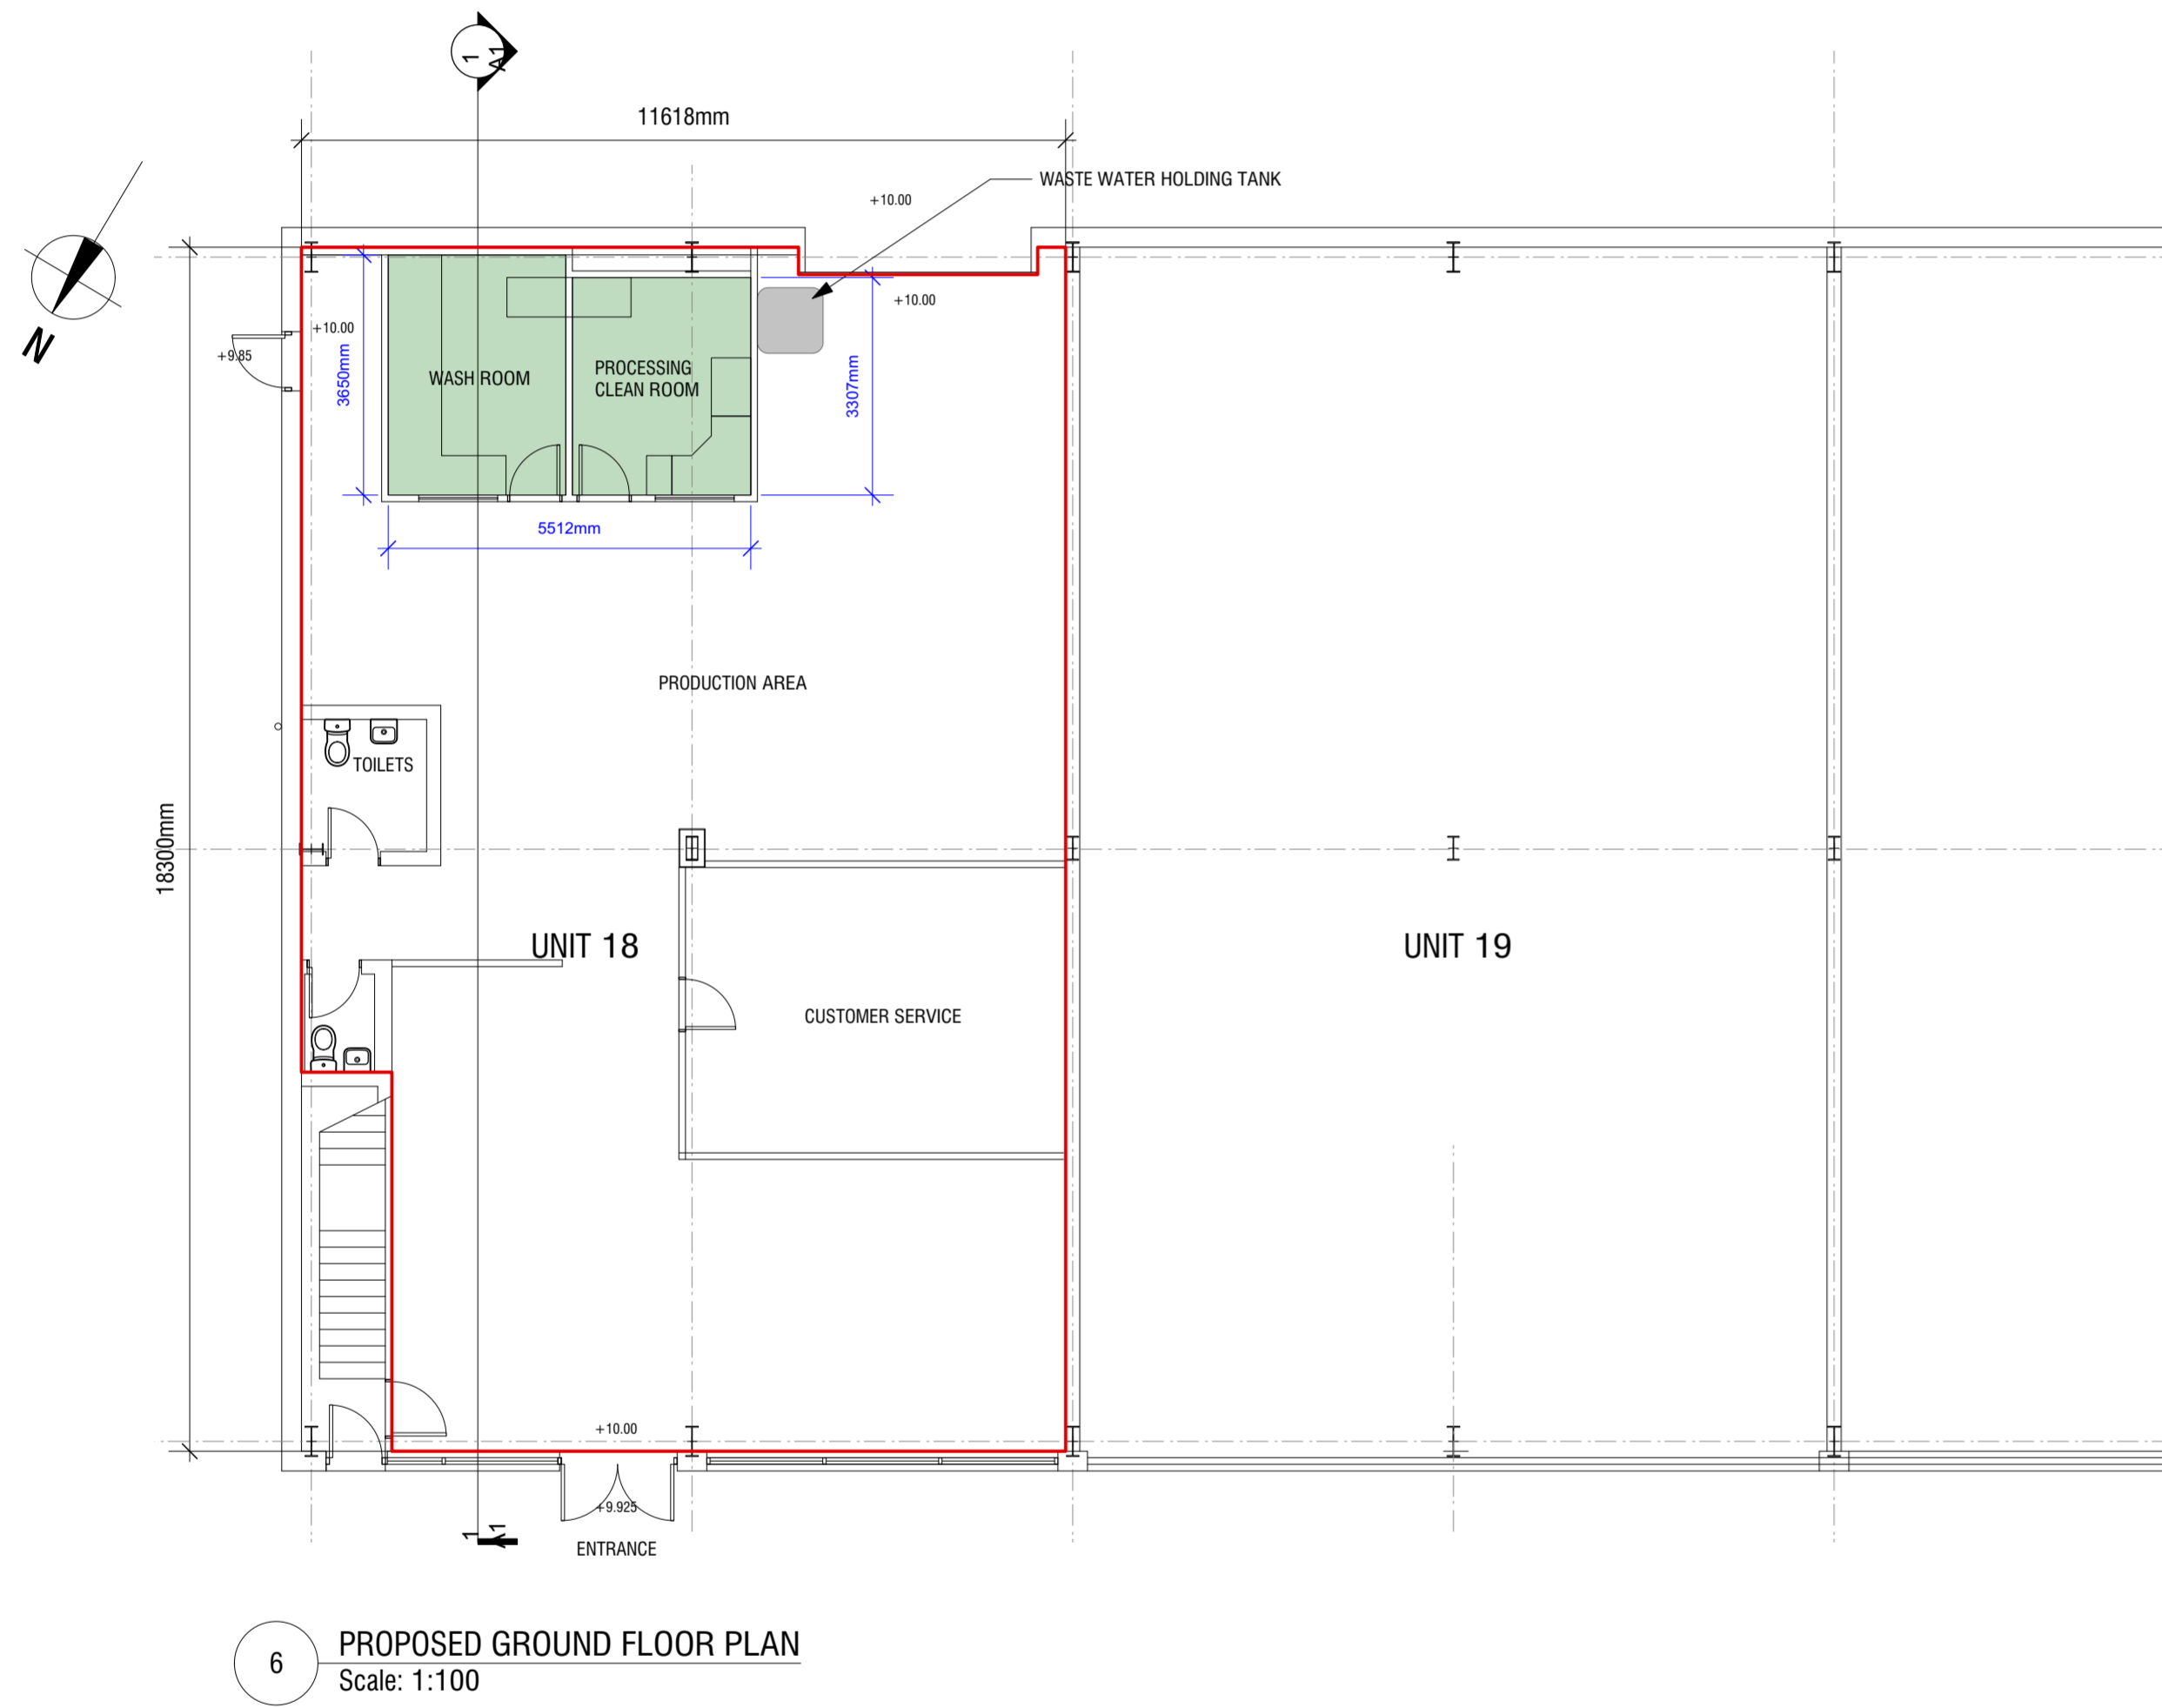 1
A1
11618mm
WASTE WATER HOLDING TANK
+10.00
N
+10.00
+10.00
+9.85
3650mm
WASH ROOM
PROCESSING
CLEAN ROOM
3307mm
5512mm
PRODUCTION AREA
TOILETS
18300mm
UNIT 18
UNIT 19
CUSTOMER SERVICE
+10.00
+9.925
1
A1
ENTRANCE
6
PROPOSED GROUND FLOOR PLAN
Scale: 1:100